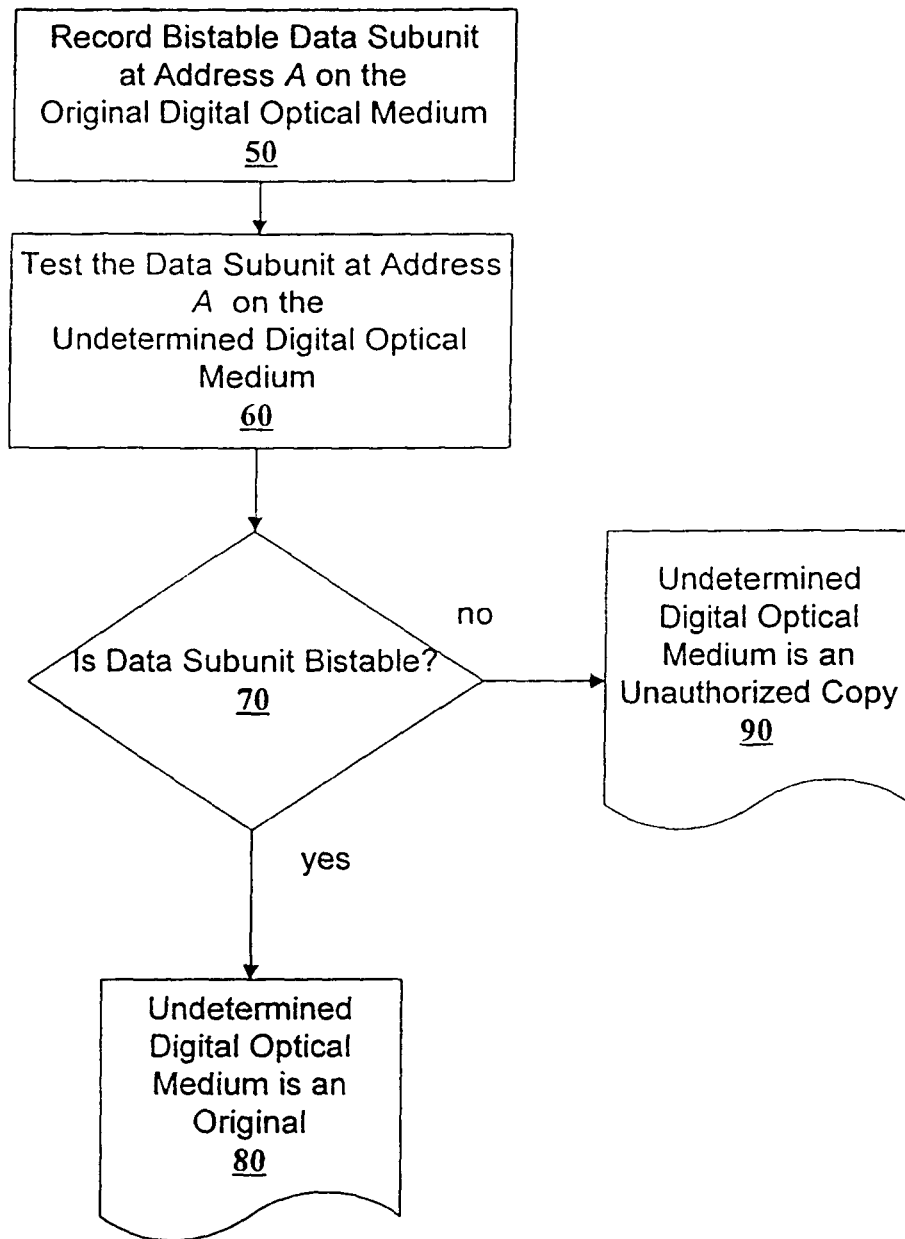 Record Bistable Data Subunit
at Address A on the
Original Digital Optical Medium
50
Test the Data Subunit at Address
A on the
Undetermined Digital Optical
Medium
60
Is Data Subunit Bistable?
70
no
Undetermined
Digital Optical
Medium is an
Unauthorized Copy
90
yes
Undetermined
Digital Optical
Medium is an
Original
80